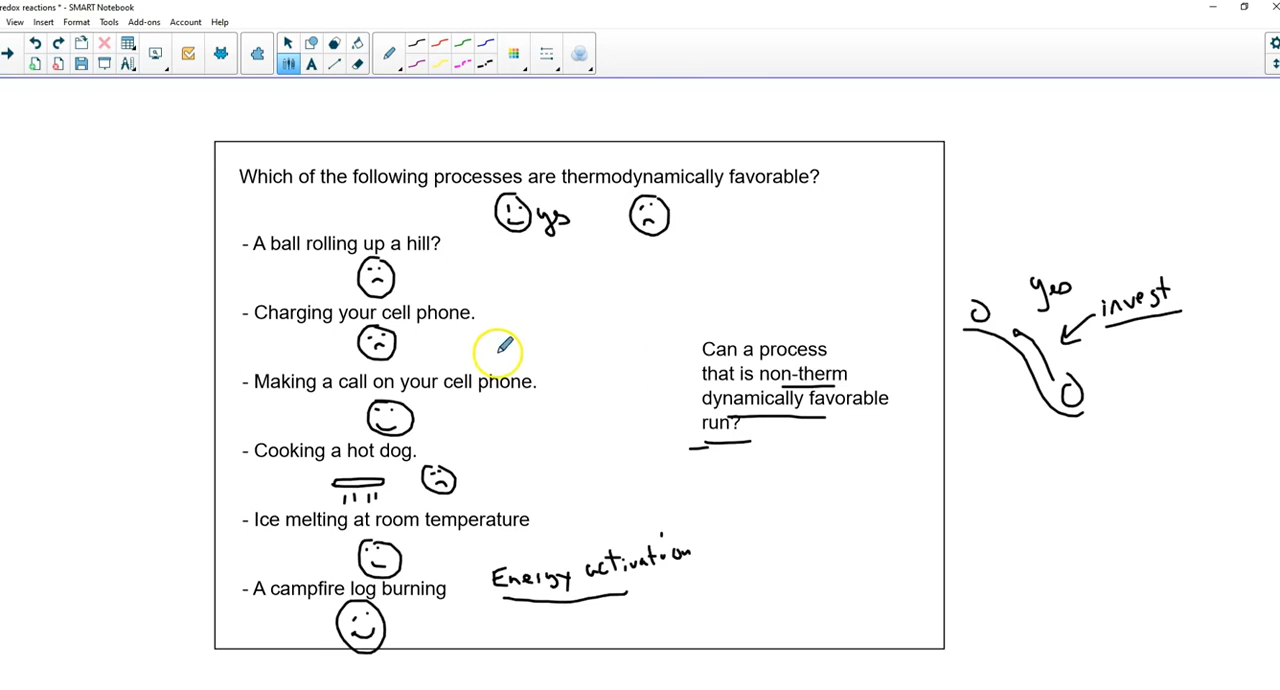 redox reactions * - SMART Notebook
View Insert Format Tools Add-ons Account Help
Which of the following processes are thermodynamically favorable?
yes
- A ball rolling up a hill?
- Charging your cell phone.
- Making a call on your cell phone.
- Cooking a hot dog.
- Ice melting at room temperature
- A campfire log burning
Energy activation
Can a process
that is non-therm
dynamically favorable
run?
yes
invest